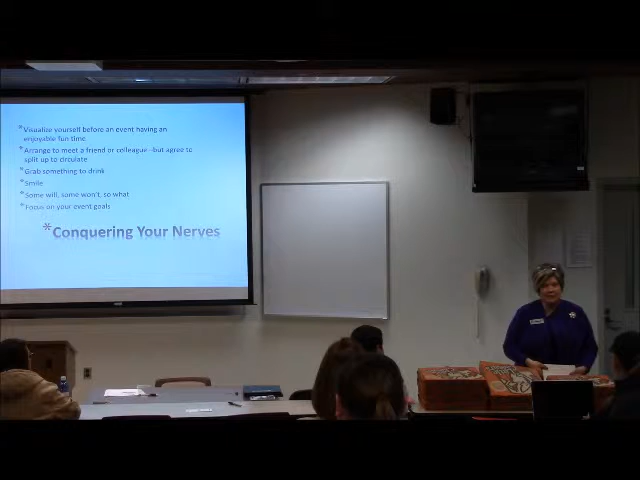 *Visualize yourself before an event having an
enjoyable fun time
*Arrange to meet a friend or colleague--but agree to
split up to circulate
*Grab something to drink
*Smile
*Some will, some won't, so what
*Focus on your event goals
*Conquering Your Nerves